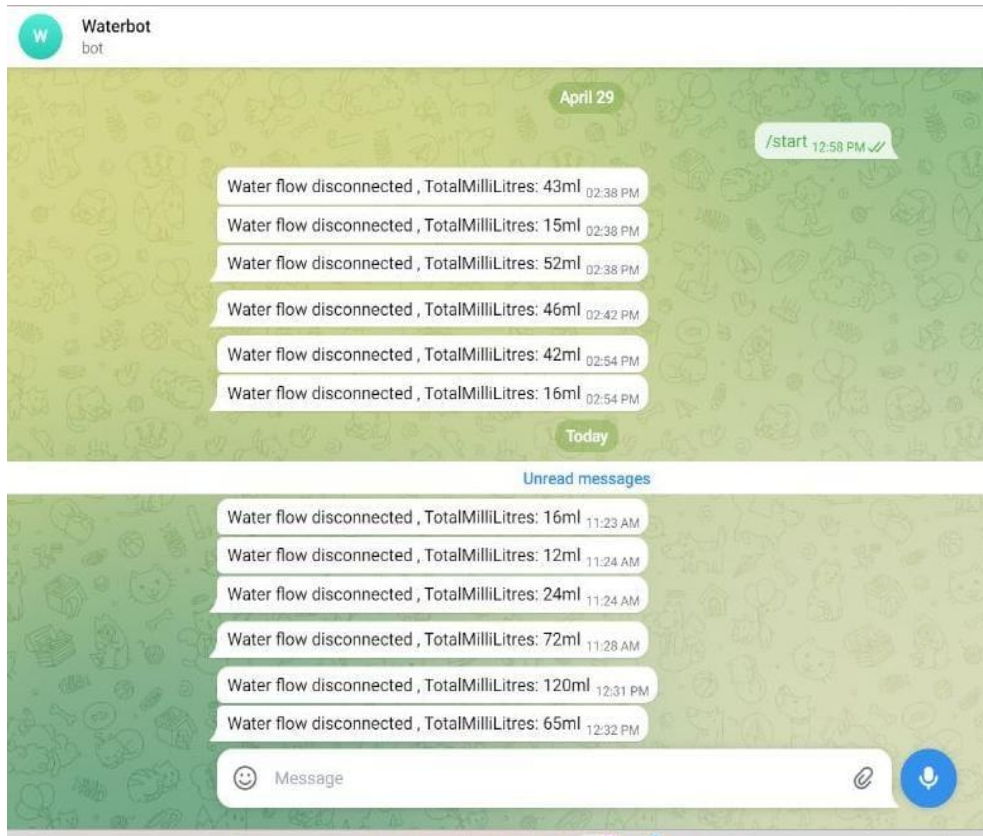 W
Waterbot
bot
April 29
/start 12:58 PM
Water flow disconnected , TotalMilliLitres: 43ml 02:38 PM
Water flow disconnected , TotalMilliLitres: 15ml 02:38 PM
Water flow disconnected , TotalMilliLitres: 52ml 02:38 PM
Water flow disconnected , TotalMilliLitres: 46ml 02:42 PM
Water flow disconnected , TotalMilliLitres: 42ml 02:54 PM
Water flow disconnected , TotalMilliLitres: 16ml 02:54 PM
Today
Unread messages
Water flow disconnected , TotalMilliLitres: 16ml 11:23 AM
Water flow disconnected , TotalMilliLitres: 12ml 11:24 AM
Water flow disconnected , TotalMilliLitres: 24ml 11:24 AM
Water flow disconnected , TotalMilliLitres: 72ml 11:28 AM
Water flow disconnected , TotalMilliLitres: 120ml 12:31 PM
Water flow disconnected , TotalMilliLitres: 65ml 12:32 PM
Message